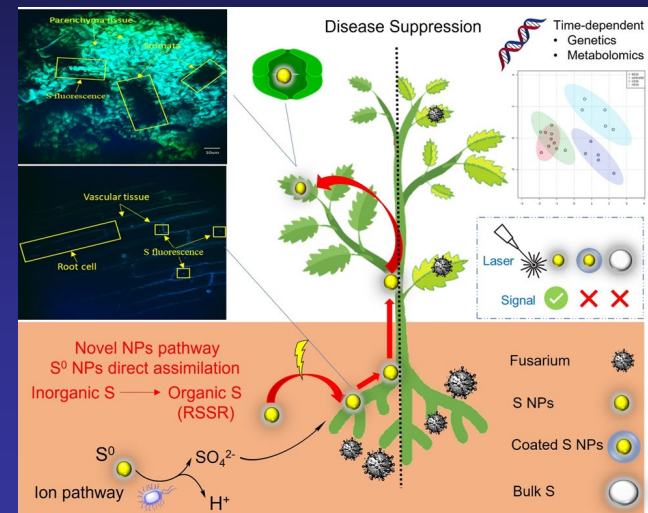 Parenchyma tissue
Stomata
S fluorescence
10um
Vascular tissue
S fluorescence
Root cell
Disease Suppression
Time-dependent
• Genetics
• Metabolomics
Laser
Signal
Novel NPs pathway
S⁰ NPs direct assimilation
Inorganic S → Organic S
(RSSR)
S⁰
SO₄²⁻
H⁺
Ion pathway
Fusarium
S NPs
Coated S NPs
Bulk S